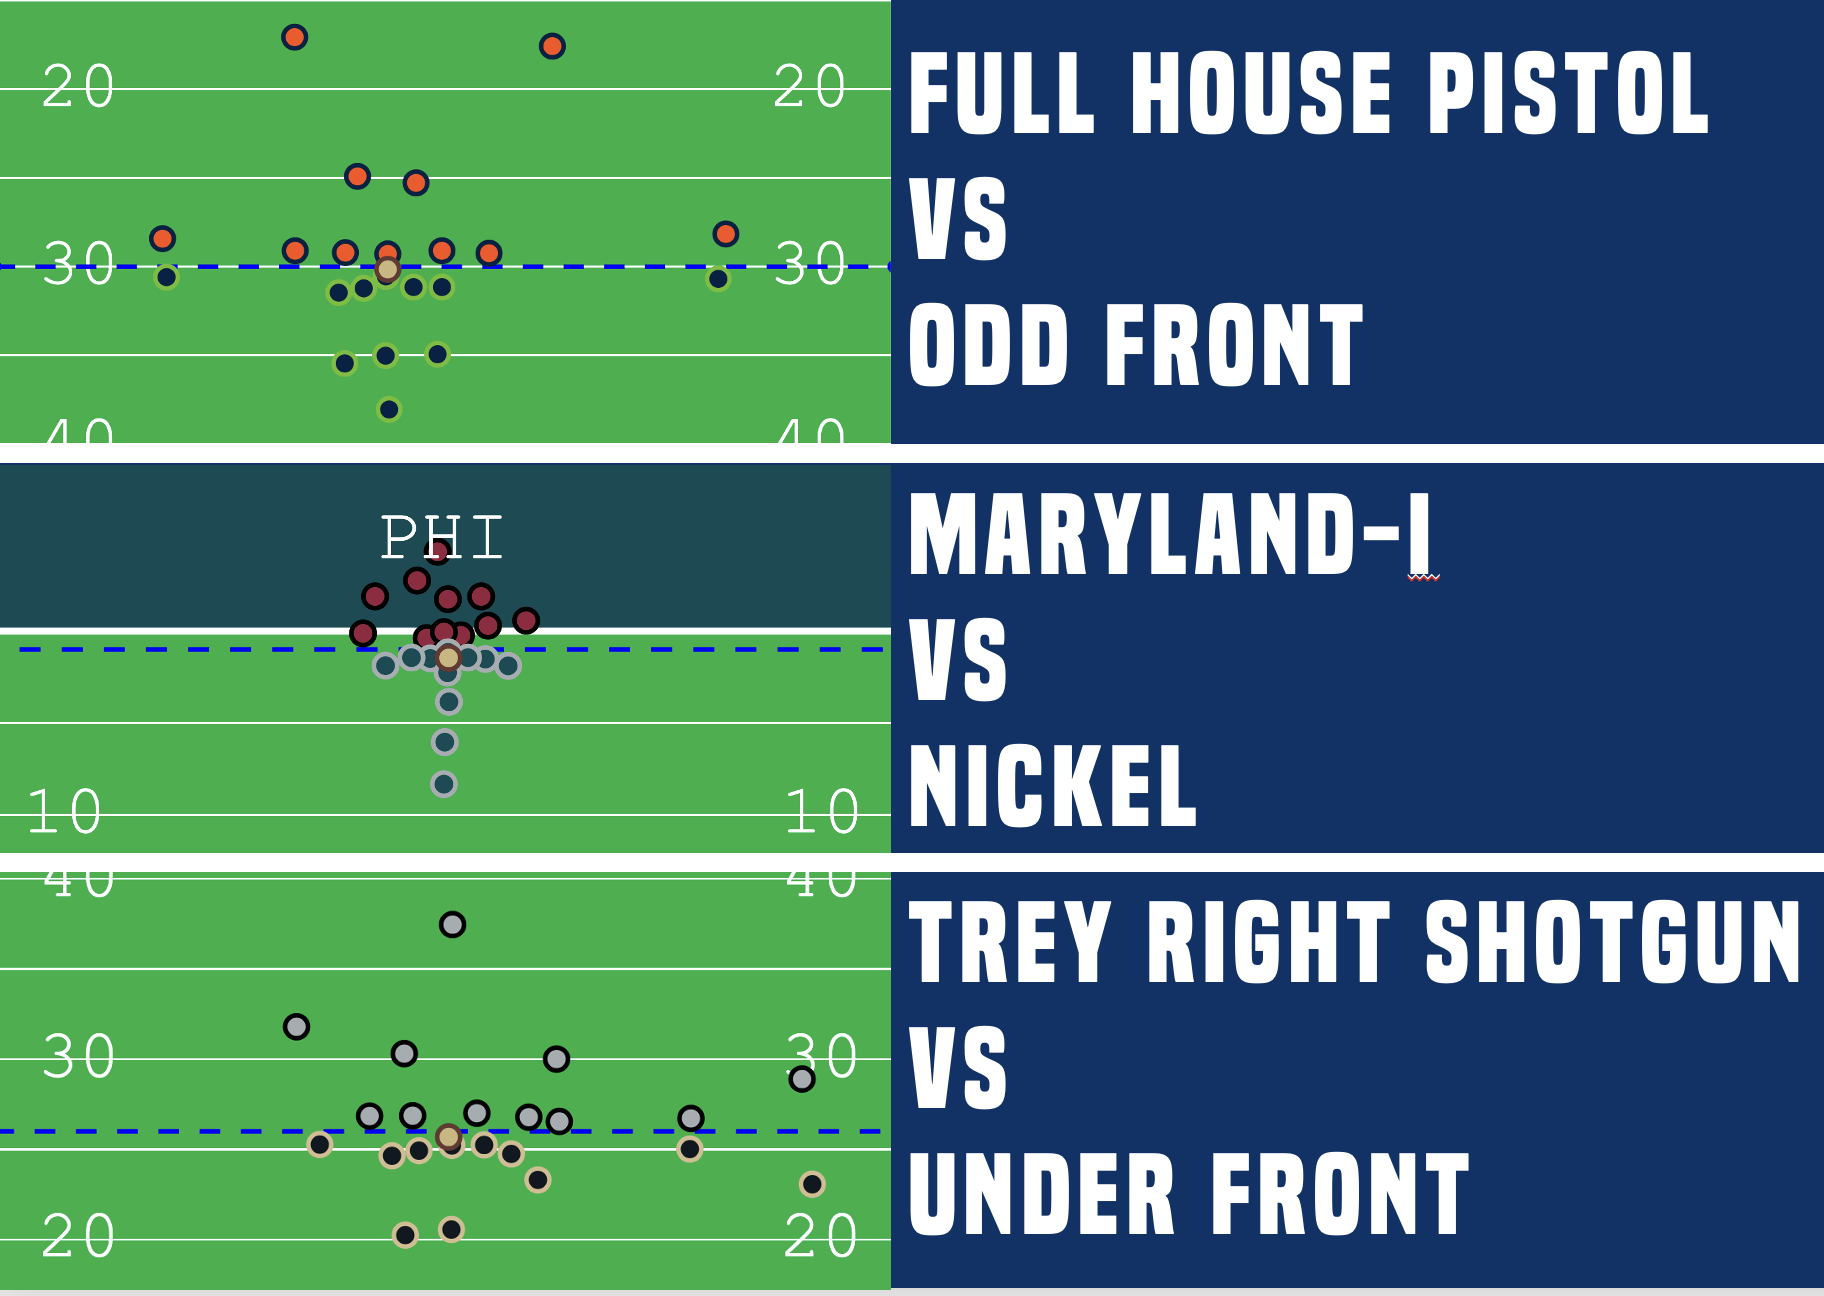 20 20
30 30
40 40
FULL HOUSE PISTOL
VS
ODD FRONT
PHI
10 10
MARYLAND-I
VS
NICKEL
40 40
30 30
20 20
TREY RIGHT SHOTGUN
VS
UNDER FRONT